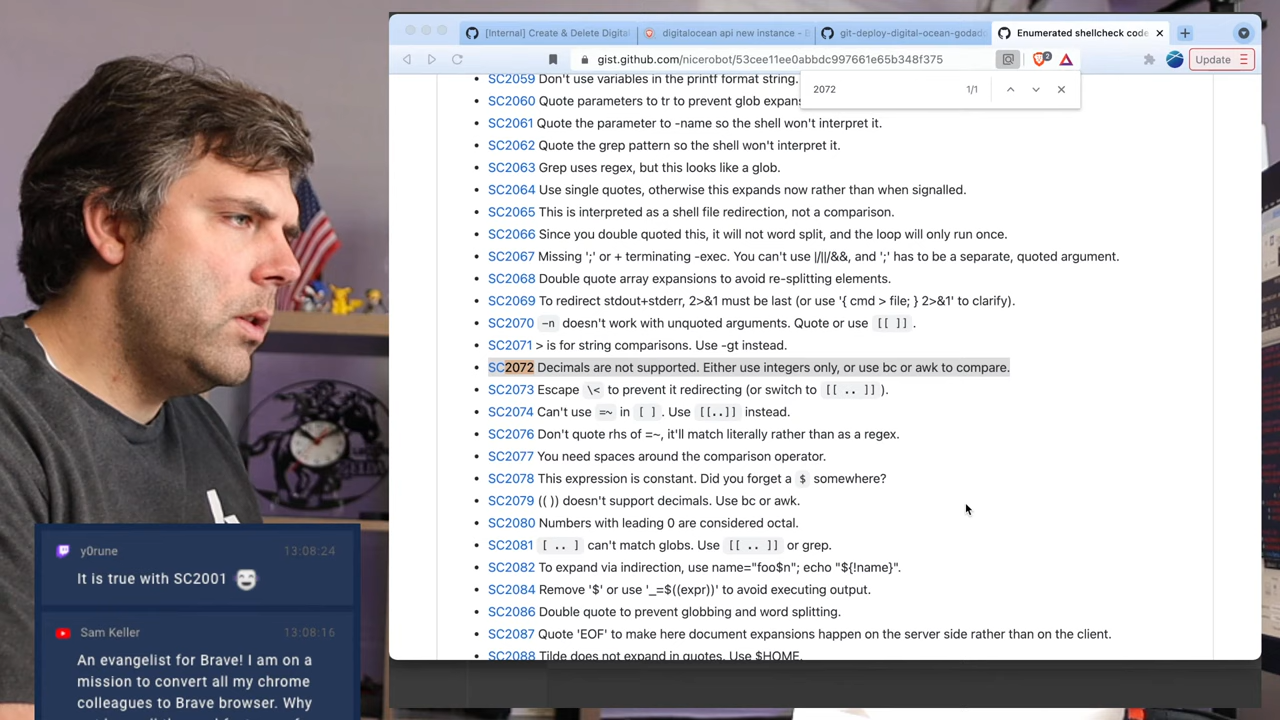 [Internal] Create & Delete Digita
digitalocean api new instance - B
git-deploy-digital-ocean-godadd
Enumerated shellcheck code
gist.github.com/nicerobot/53cee11ee0abbdc997661e65b348f375
2
Update
2072
1/1
SC2059 Don't use variables in the printf format string.
SC2060 Quote parameters to tr to prevent glob expans
SC2061 Quote the parameter to -name so the shell won't interpret it.
SC2062 Quote the grep pattern so the shell won't interpret it.
SC2063 Grep uses regex, but this looks like a glob.
SC2064 Use single quotes, otherwise this expands now rather than when signalled.
SC2065 This is interpreted as a shell file redirection, not a comparison.
SC2066 Since you double quoted this, it will not word split, and the loop will only run once.
SC2067 Missing ';' or + terminating -exec. You can't use |/||/&&, and ';' has to be a separate, quoted argument.
SC2068 Double quote array expansions to avoid re-splitting elements.
SC2069 To redirect stdout+stderr, 2>&1 must be last (or use '{ cmd > file; } 2>&1' to clarify).
SC2070 -n doesn't work with unquoted arguments. Quote or use [[ ]].
SC2071 > is for string comparisons. Use -gt instead.
SC2072 Decimals are not supported. Either use integers only, or use bc or awk to compare.
SC2073 Escape \< to prevent it redirecting (or switch to [[ .. ]]).
SC2074 Can't use =~ in [ ]. Use [[..]] instead.
SC2076 Don't quote rhs of =~, it'll match literally rather than as a regex.
SC2077 You need spaces around the comparison operator.
SC2078 This expression is constant. Did you forget a $ somewhere?
SC2079 (( )) doesn't support decimals. Use bc or awk.
SC2080 Numbers with leading 0 are considered octal.
SC2081 [ .. ] can't match globs. Use [[ .. ]] or grep.
SC2082 To expand via indirection, use name="foo$n"; echo "${!name}".
SC2084 Remove '$' or use '_=$((expr))' to avoid executing output.
SC2086 Double quote to prevent globbing and word splitting.
SC2087 Quote 'EOF' to make here document expansions happen on the server side rather than on the client.
SC2088 Tilde does not expand in quotes. Use $HOME.
y0rune 13:08:24
It is true with SC2001
Sam Keller 13:08:16
An evangelist for Brave! I am on a
mission to convert all my chrome
colleagues to Brave browser. Why